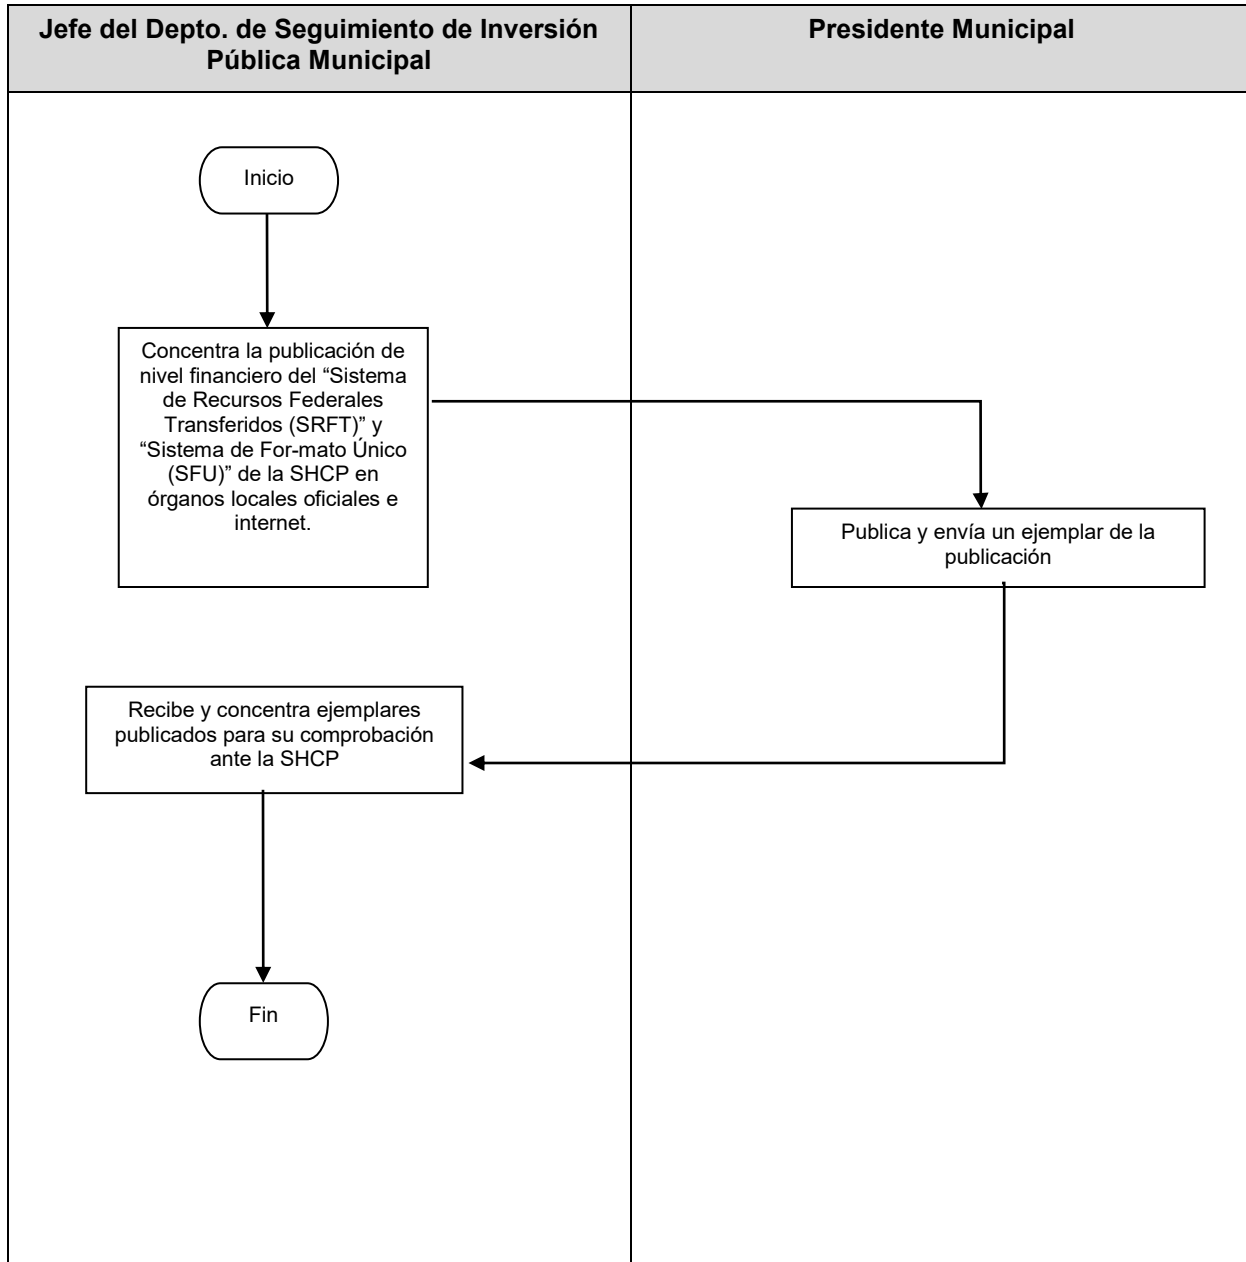 Jefe del Depto. de Seguimiento de Inversión
Pública Municipal
Presidente Municipal
Inicio
Concentra la publicación de
nivel financiero del “Sistema
de Recursos Federales
Transferidos (SRFT)” y
“Sistema de For-mato Único
(SFU)” de la SHCP en
órganos locales oficiales e
internet.
Publica y envía un ejemplar de la
publicación
Recibe y concentra ejemplares
publicados para su comprobación
ante la SHCP
Fin